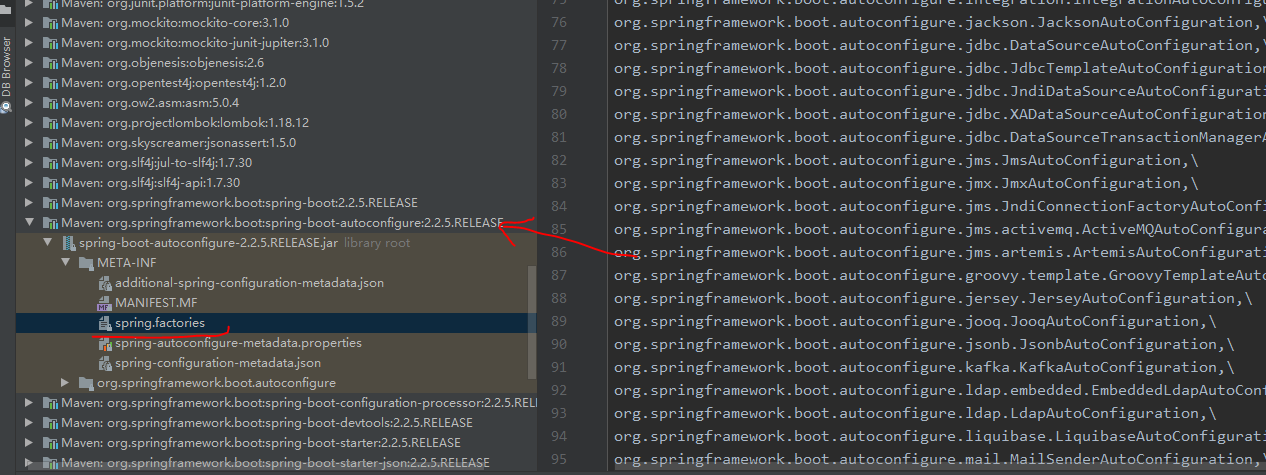 DB Browser
Maven: org.junit.platform:junit-platform-engine:1.5.2
Maven: org.mockito:mockito-core:3.1.0
Maven: org.mockito:mockito-junit-jupiter:3.1.0
Maven: org.objenesis:objenesis:2.6
Maven: org.opentest4j:opentest4j:1.2.0
Maven: org.ow2.asm:asm:5.0.4
Maven: org.projectlombok:lombok:1.18.12
Maven: org.skyscreamer:jsonassert:1.5.0
Maven: org.slf4j:jul-to-slf4j:1.7.30
Maven: org.slf4j:slf4j-api:1.7.30
Maven: org.springframework.boot:spring-boot:2.2.5.RELEASE
Maven: org.springframework.boot:spring-boot-autoconfigure:2.2.5.RELEASE
spring-boot-autoconfigure-2.2.5.RELEASE.jar library root
META-INF
additional-spring-configuration-metadata.json
MF MANIFEST.MF
spring.factories
spring-autoconfigure-metadata.properties
spring-configuration-metadata.json
org.springframework.boot.autoconfigure
Maven: org.springframework.boot:spring-boot-configuration-processor:2.2.5.RELE
Maven: org.springframework.boot:spring-boot-devtools:2.2.5.RELEASE
Maven: org.springframework.boot:spring-boot-starter:2.2.5.RELEASE
Maven: org.springframework.boot:spring-boot-starter-json:2.2.5.RELEASE
75 org.springframework.boot.autoconfigure.integration.IntegrationAutoConfigurat
76 org.springframework.boot.autoconfigure.jackson.JacksonAutoConfiguration,\
77 org.springframework.boot.autoconfigure.jdbc.DataSourceAutoConfiguration,\
78 org.springframework.boot.autoconfigure.jdbc.JdbcTemplateAutoConfiguration
79 org.springframework.boot.autoconfigure.jdbc.JndiDataSourceAutoConfigurati
80 org.springframework.boot.autoconfigure.jdbc.XADataSourceAutoConfiguration
81 org.springframework.boot.autoconfigure.jdbc.DataSourceTransactionManagerA
82 org.springframework.boot.autoconfigure.jms.JmsAutoConfiguration,\
83 org.springframework.boot.autoconfigure.jmx.JmxAutoConfiguration,\
84 org.springframework.boot.autoconfigure.jms.JndiConnectionFactoryAutoConfi
85 org.springframework.boot.autoconfigure.jms.activemq.ActiveMQAutoConfigura
86 org.springframework.boot.autoconfigure.jms.artemis.ArtemisAutoConfigurati
87 org.springframework.boot.autoconfigure.groovy.template.GroovyTemplateAuto
88 org.springframework.boot.autoconfigure.jersey.JerseyAutoConfiguration,\
89 org.springframework.boot.autoconfigure.jooq.JooqAutoConfiguration,\
90 org.springframework.boot.autoconfigure.jsonb.JsonbAutoConfiguration,\
91 org.springframework.boot.autoconfigure.kafka.KafkaAutoConfiguration,\
92 org.springframework.boot.autoconfigure.ldap.embedded.EmbeddedLdapAutoConf
93 org.springframework.boot.autoconfigure.ldap.LdapAutoConfiguration,\
94 org.springframework.boot.autoconfigure.liquibase.LiquibaseAutoConfigurati
95 org.springframework.boot.autoconfigure.mail.MailSenderAutoConfiguration,\